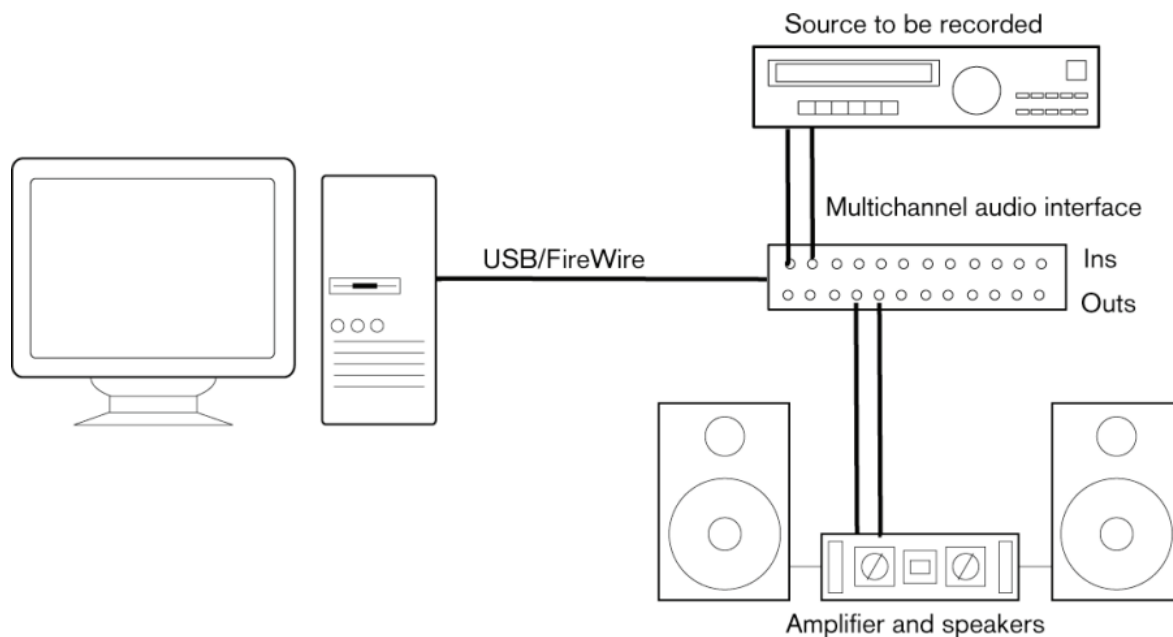 Source to be recorded
Multichannel audio interface
USB/FireWire
Ins
Outs
Amplifier and speakers